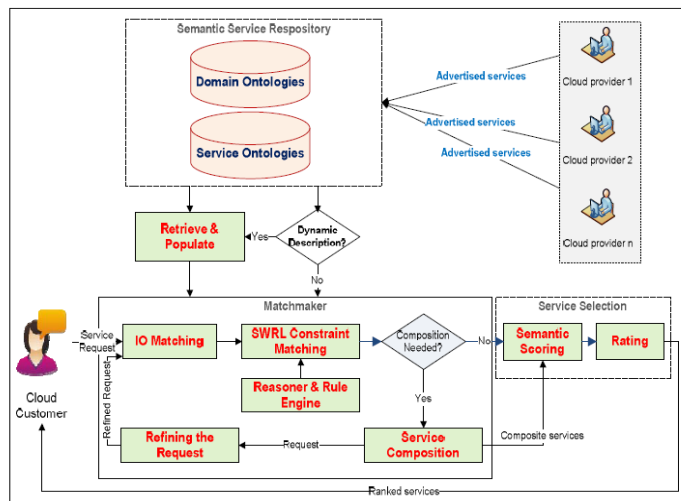 Semantic Service Respository
Domain Ontologies
Service Ontologies
Advertised services
Advertised services
Advertised services
Cloud provider 1
Cloud provider 2
Cloud provider n
Retrieve &
Populate
Yes
Dynamic
Description?
No
Matchmaker
Service Selection
Service
Request
IO Matching
SWRL Constraint
Matching
Composition
Needed?
No
Semantic
Scoring
Rating
Cloud
Customer
Refined Request
Reasoner & Rule
Engine
Yes
Refining the
Request
Request
Service
Composition
Composite services
Ranked services